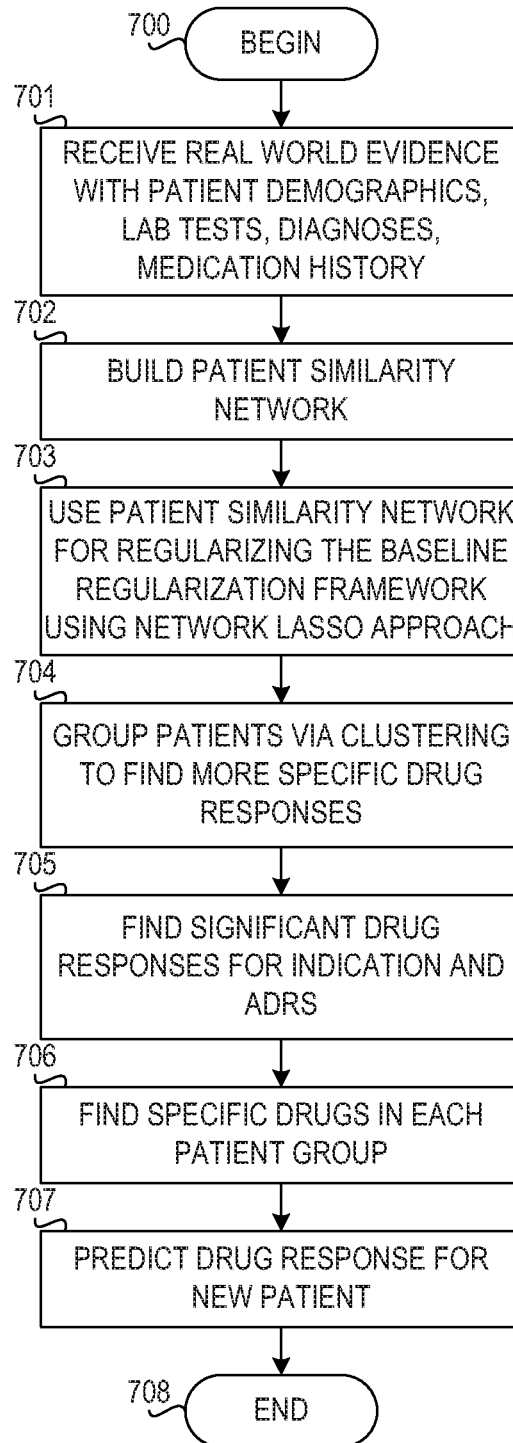 700
BEGIN
701
RECEIVE REAL WORLD EVIDENCE
WITH PATIENT DEMOGRAPHICS,
LAB TESTS, DIAGNOSES,
MEDICATION HISTORY
702
BUILD PATIENT SIMILARITY
NETWORK
703
USE PATIENT SIMILARITY NETWORK
FOR REGULARIZING THE BASELINE
REGULARIZATION FRAMEWORK
USING NETWORK LASSO APPROACH
704
GROUP PATIENTS VIA CLUSTERING
TO FIND MORE SPECIFIC DRUG
RESPONSES
705
FIND SIGNIFICANT DRUG
RESPONSES FOR INDICATION AND
ADRS
706
FIND SPECIFIC DRUGS IN EACH
PATIENT GROUP
707
PREDICT DRUG RESPONSE FOR
NEW PATIENT
708
END